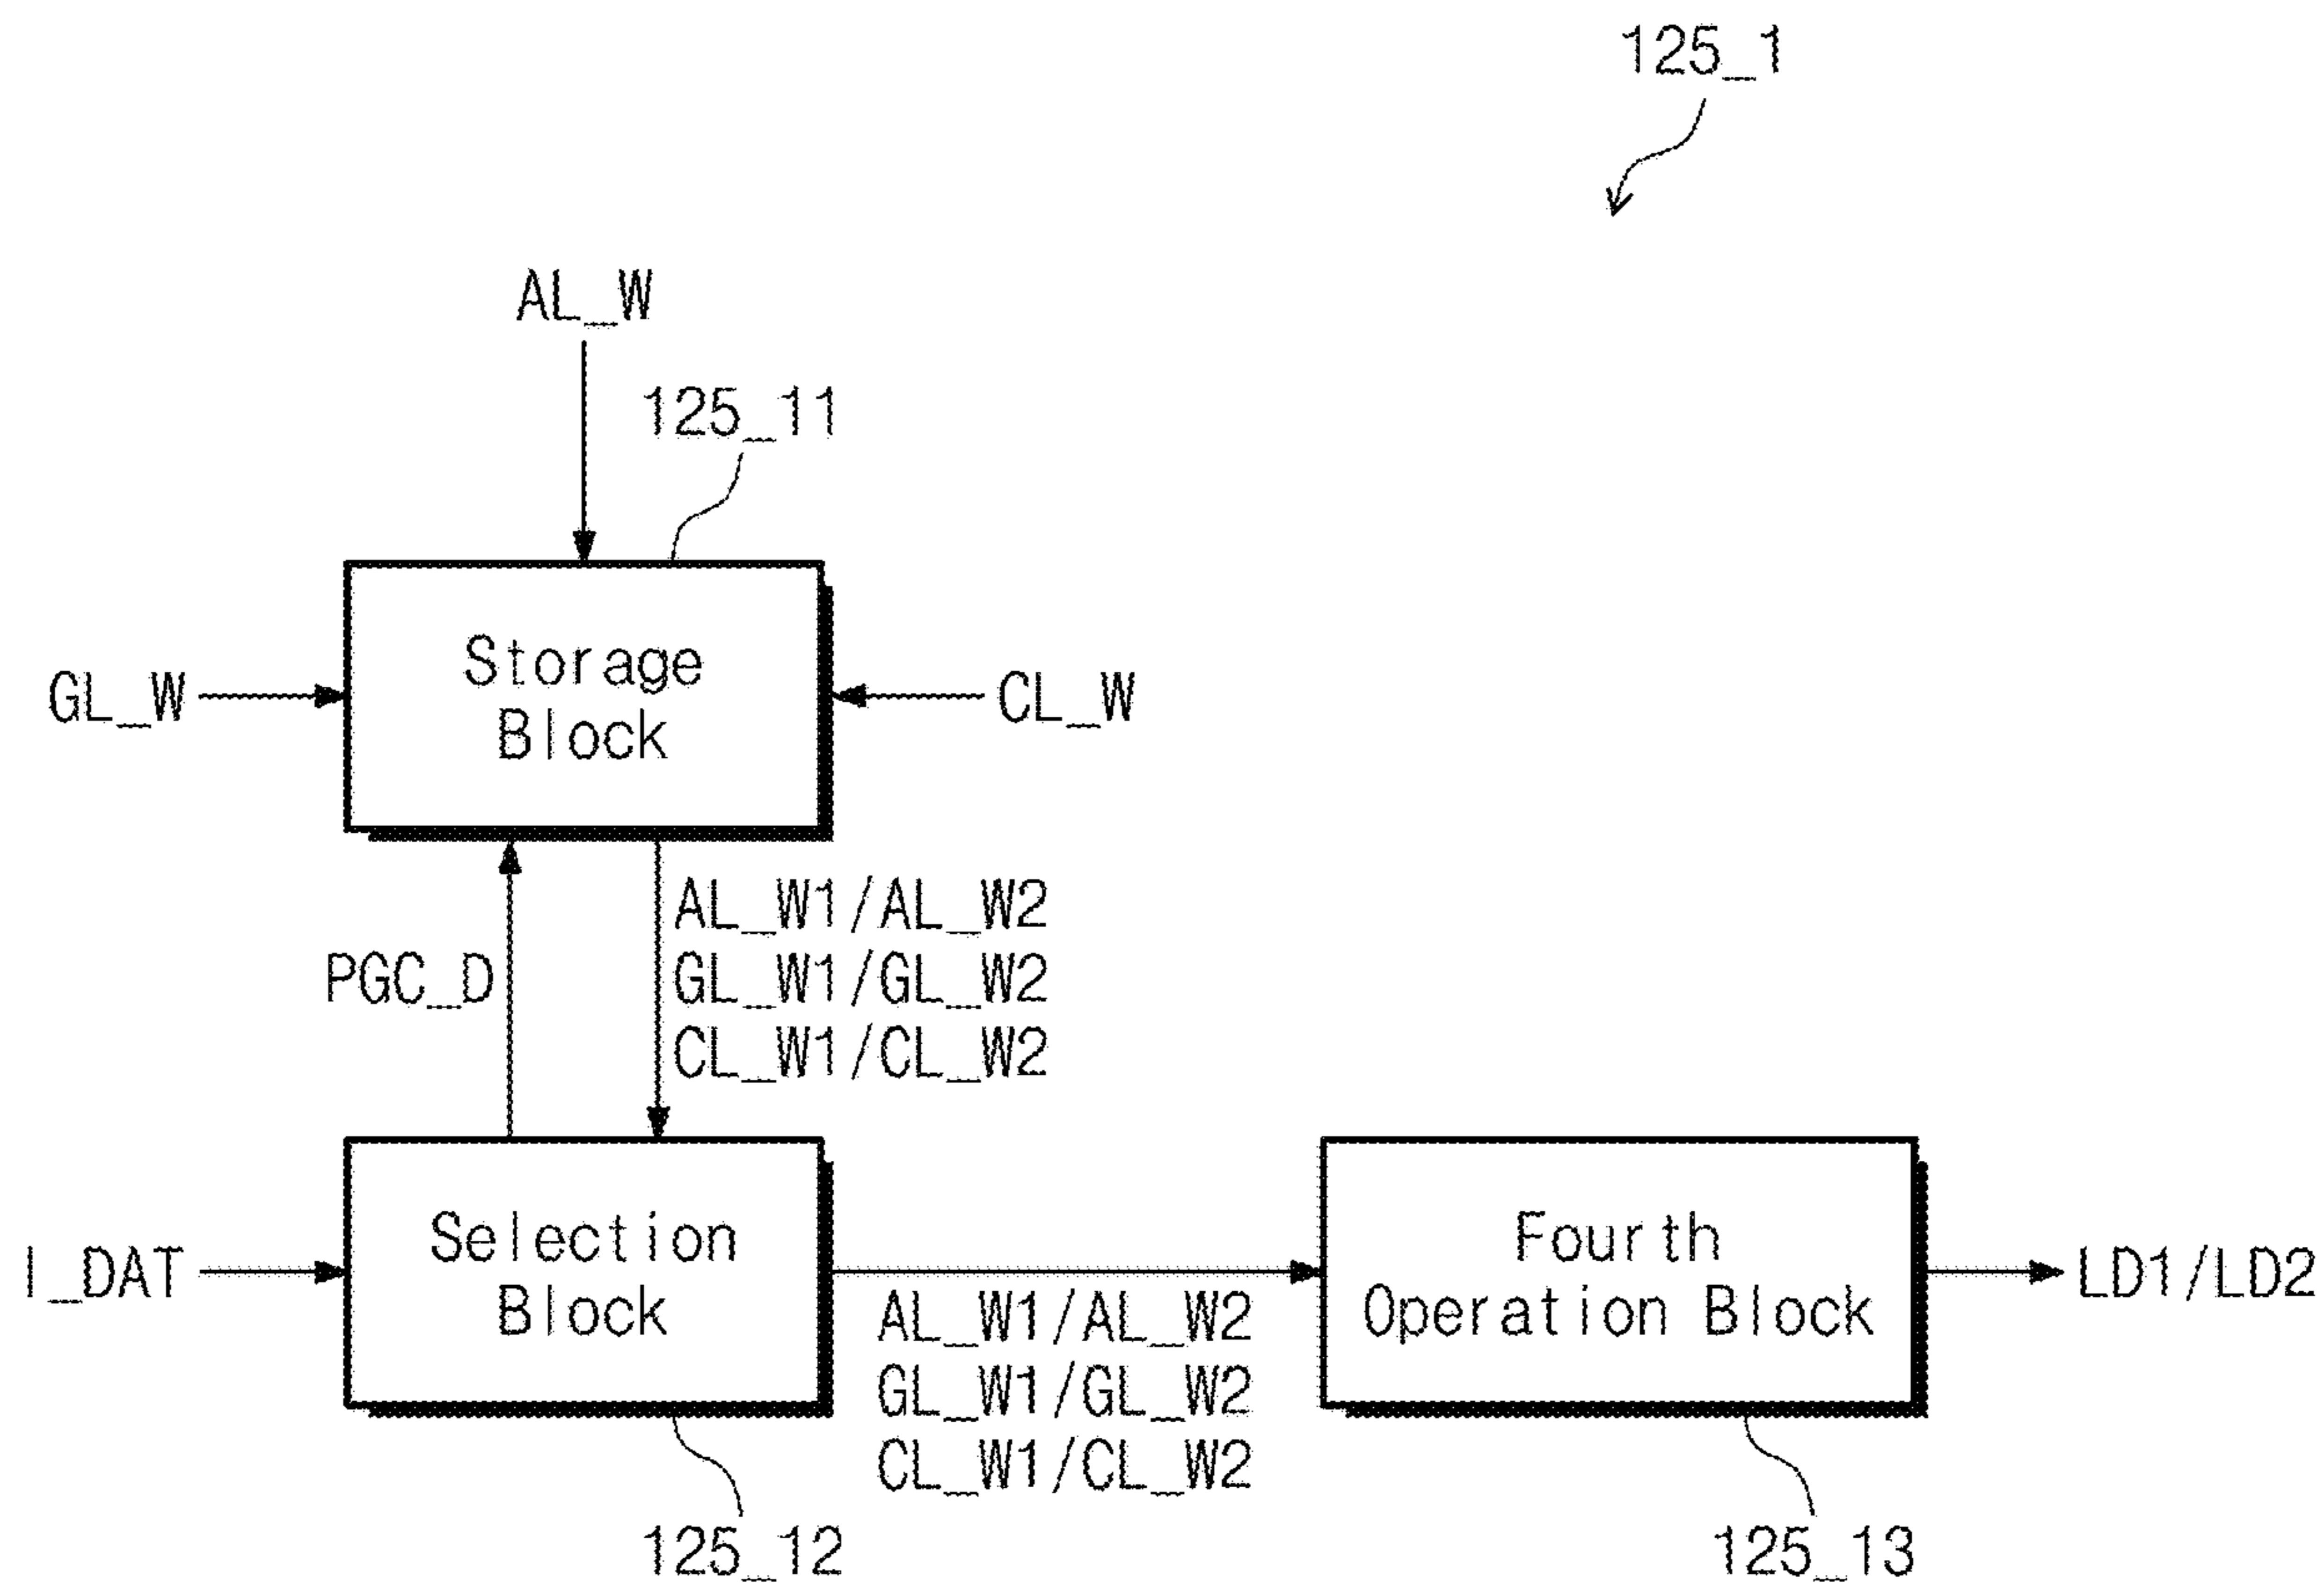 125_1
AL_W
125_11
Storage
Block
GL_W
CL_W
PGC_D
AL_W1/AL_W2
GL_W1/GL_W2
CL_W1/CL_W2
I_DAT
Selection
Block
AL_W1/AL_W2
GL_W1/GL_W2
CL_W1/CL_W2
Fourth
Operation Block
LD1/LD2
125_12
125_13